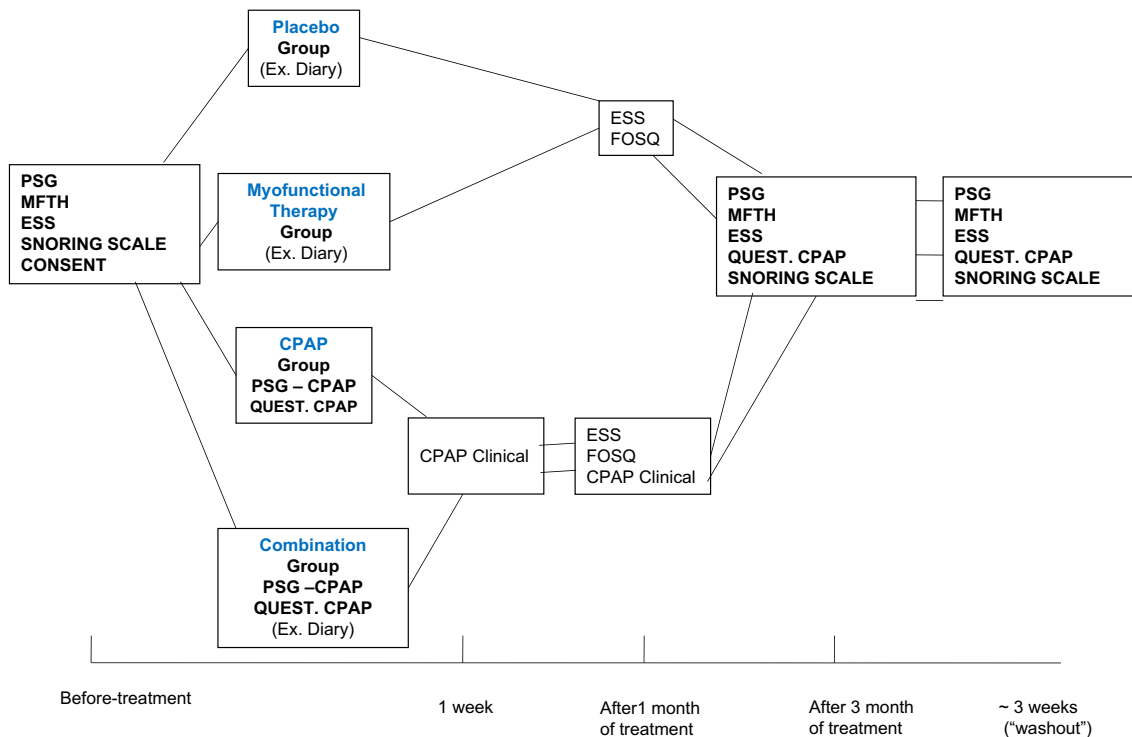 Placebo
Group
(Ex. Diary)
ESS
FOSQ
PSG
MFTH
ESS
SNORING SCALE
CONSENT
Myofunctional
Therapy
Group
(Ex. Diary)
PSG
MFTH
ESS
QUEST. CPAP
SNORING SCALE
PSG
MFTH
ESS
QUEST. CPAP
SNORING SCALE
CPAP
Group
PSG – CPAP
QUEST. CPAP
CPAP Clinical
ESS
FOSQ
CPAP Clinical
Combination
Group
PSG –CPAP
QUEST. CPAP
(Ex. Diary)
Before-treatment
1 week
After1 month
of treatment
After 3 month
of treatment
~ 3 weeks
(“washout”)